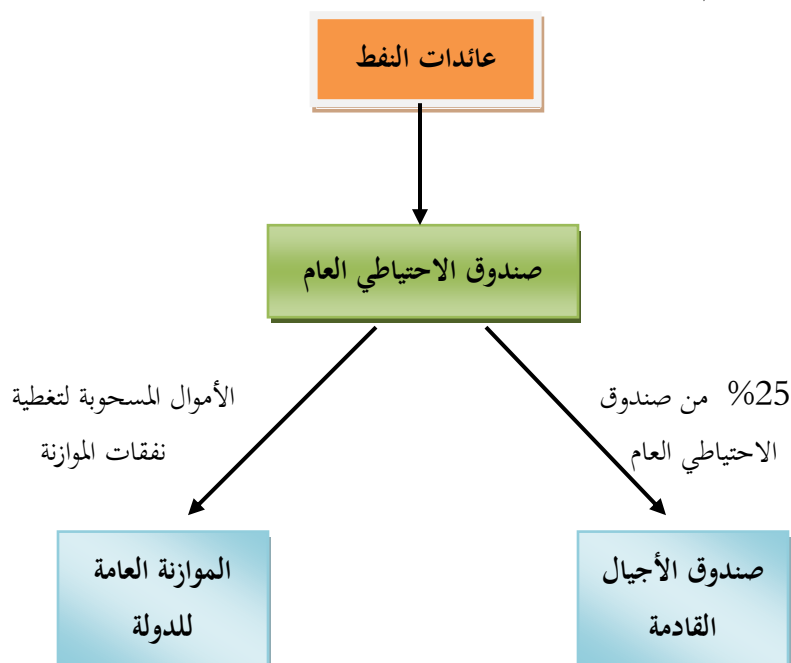 عائدات النفط
صندوق الاحتياطي العام
%25 من صندوق
الاحتياطي العام
الأموال المسحوبة لتغطية
نفقات الموازنة
صندوق الأجيال
القادمة
الموازنة العامة
للدولة